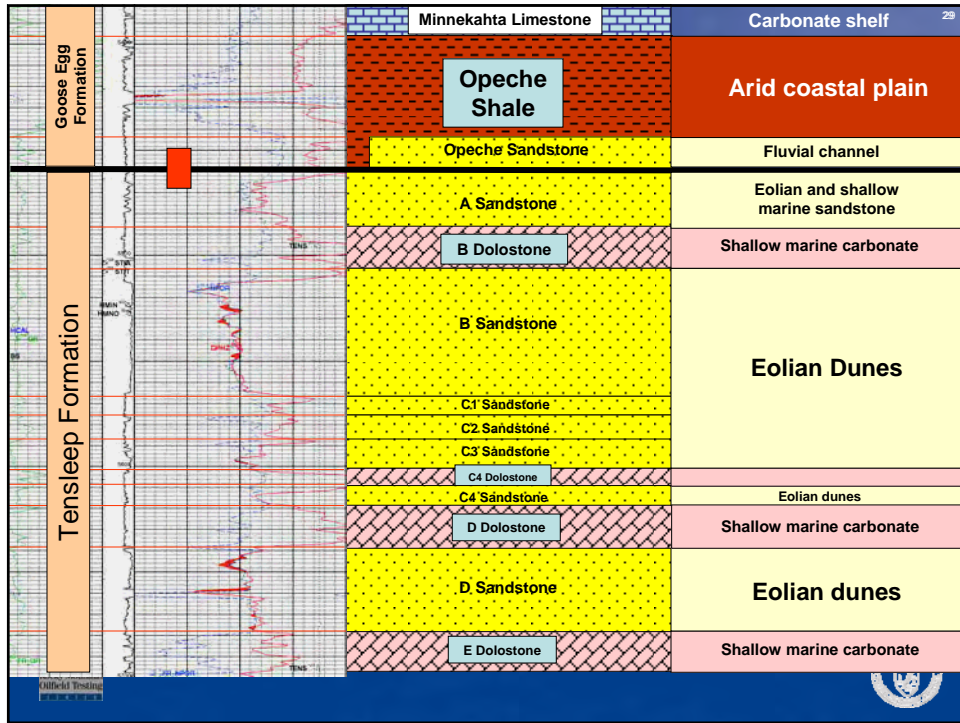 Minnekahta Limestone
Carbonate shelf
29
Goose Egg
Formation
Opeche
Shale
Arid coastal plain
Opeche Sandstone
Fluvial channel
Tensleep Formation
A Sandstone
Eolian and shallow
marine sandstone
TENS
B Dolostone
Shallow marine carbonate
B Sandstone
Eolian Dunes
HMIN
HMNO
HCAL
C1 Sandstone
C2 Sandstone
C3 Sandstone
C4 Dolostone
C4 Sandstone
Eolian dunes
D Dolostone
Shallow marine carbonate
D Sandstone
Eolian dunes
E Dolostone
Shallow marine carbonate
TENS
Oilfield Testing